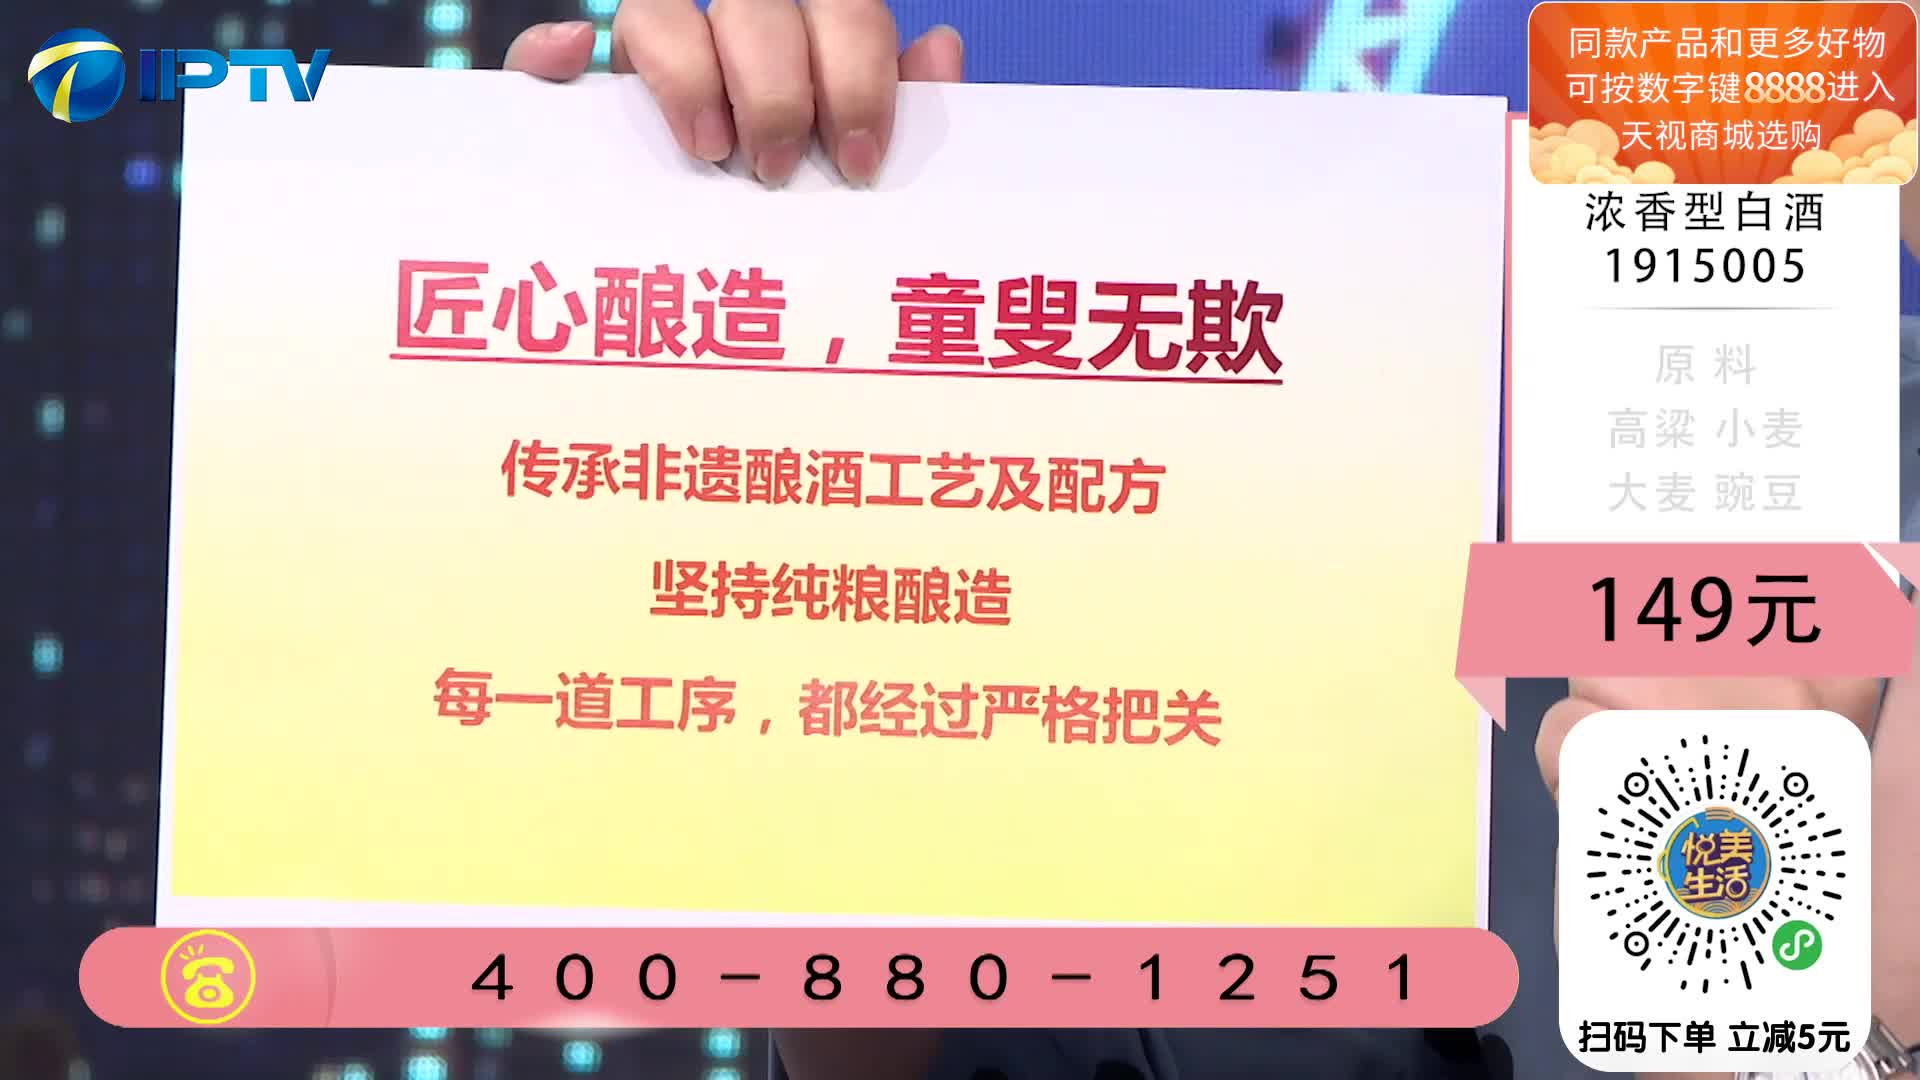 IPTV
同款产品和更多好物
可按数字键8888进入
天视商城选购
浓香型白酒
1915005
原料
高粱 小麦
大麦 豌豆
149元
匠心酿造，童叟无欺
传承非遗酿酒工艺及配方
坚持纯粮酿造
每一道工序，都经过严格把关
400-880-1251
悦美
生活
扫码下单 立减5元